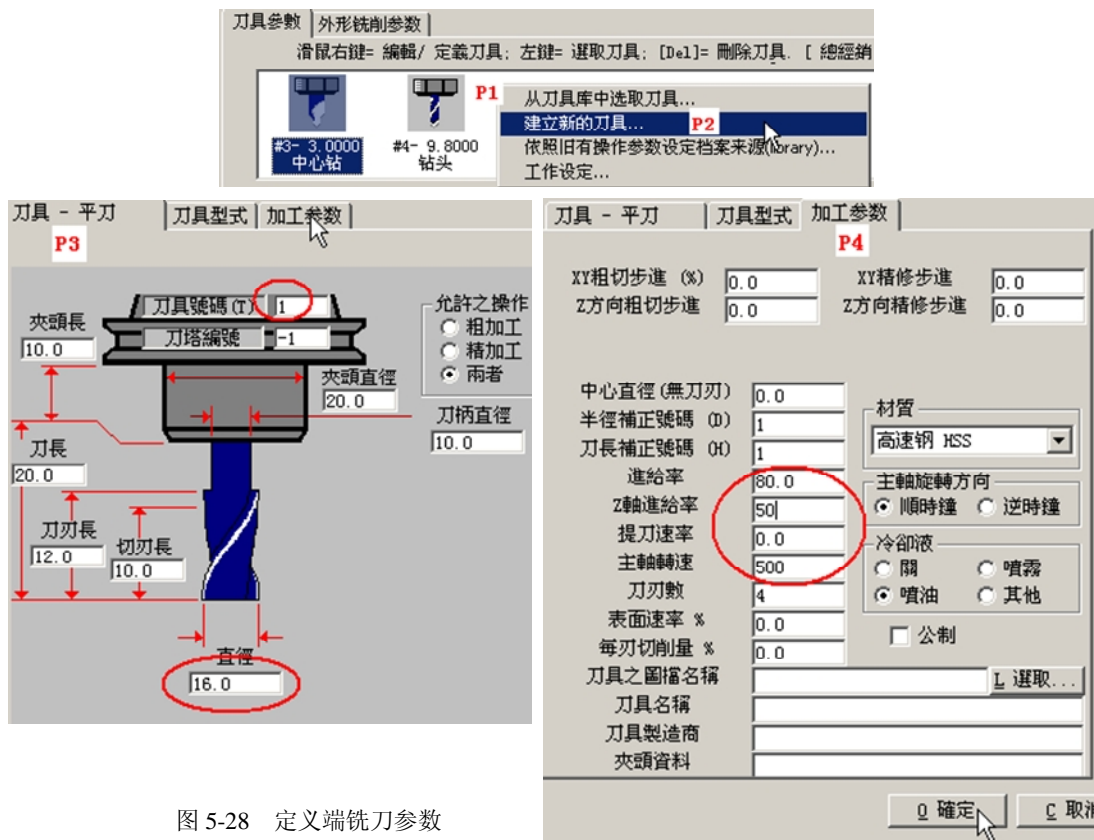 刀具參數 外形铣削参数
滑鼠右鍵= 編輯/ 定義刀具; 左鍵= 選取刀具; [Del]= 刪除刀具. [ 總經銷
P1
从刀具库中选取刀具...
建立新的刀具... P2
依照旧有操作参数设定档案来源(library)...
工作设定...
#3- 3.0000
中心钻
#4- 9.8000
钻头
刀具 - 平刀 刀具型式 加工参数
P3
刀具號碼(T) 1
刀塔編號 -1
夾頭長
10.0
夾頭直徑
20.0
允許之操作
粗加工
精加工
兩者
刀柄直徑
10.0
刀長
20.0
刀刃長
12.0
切刃長
10.0
直徑
16.0
图 5-28 定义端铣刀参数
刀具 - 平刀 刀具型式 加工参数
P4
XY粗切步進 (%) 0.0 XY精修步進 0.0
Z方向粗切步進 0.0 Z方向精修步進 0.0
中心直徑(無刀刃) 0.0
半徑補正號碼 (D) 1
刀長補正號碼 (H) 1
進給率 80.0
Z軸進給率 50
提刀速率 0.0
主軸轉速 500
刀刃數 4
表面速率 % 0.0
每刃切削量 % 0.0
刀具之圖檔名稱 L 選取...
刀具名稱
刀具製造商
夾頭資料
材質
高速钢 HSS
主軸旋轉方向
順時鐘 逆時鐘
冷卻液
關 噴霧
噴油 其他
公制
O 確定 C 取消